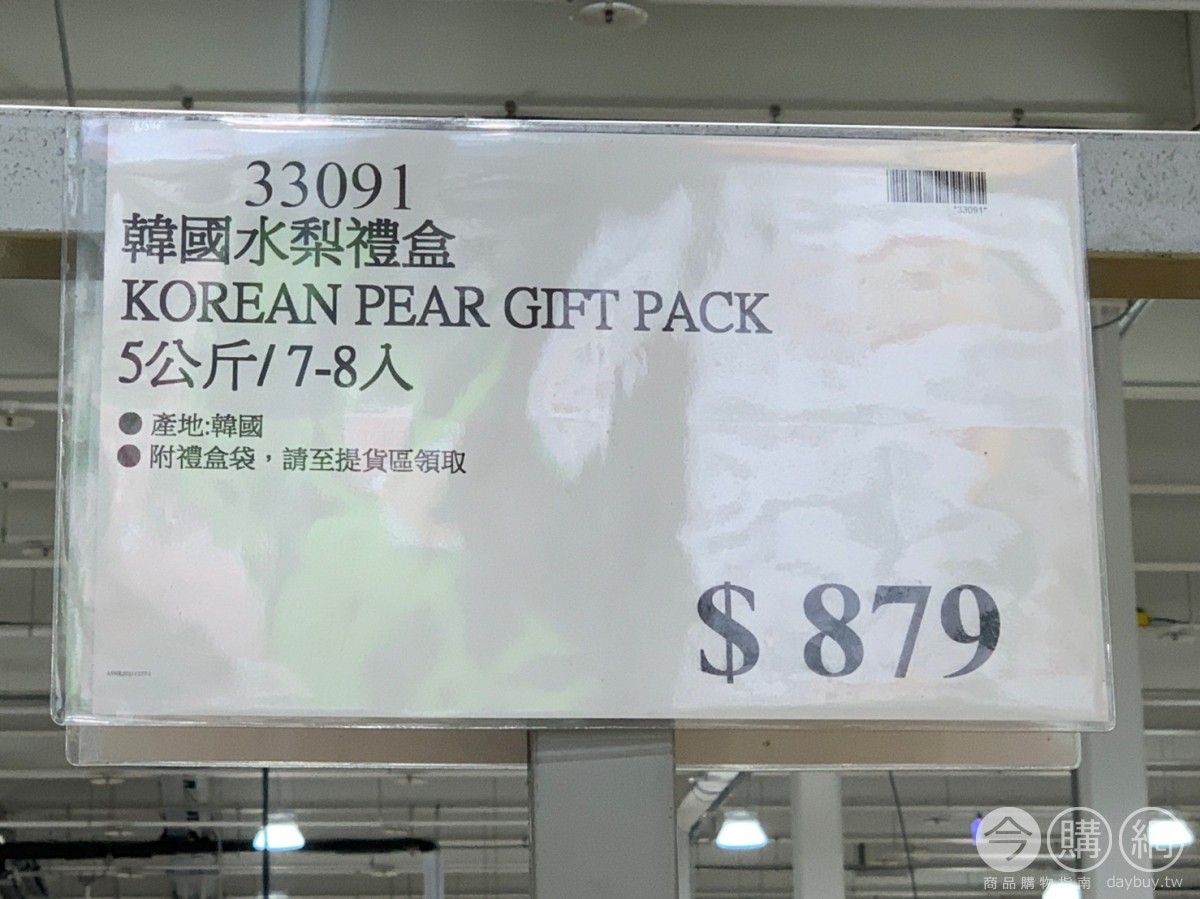 33091
*33091*
韓國水梨禮盒
KOREAN PEAR GIFT PACK
5公斤/ 7-8入
● 產地:韓國
● 附禮盒袋，請至提貨區領取
$ 879
今購網
商品購物指南 daybuy.tw